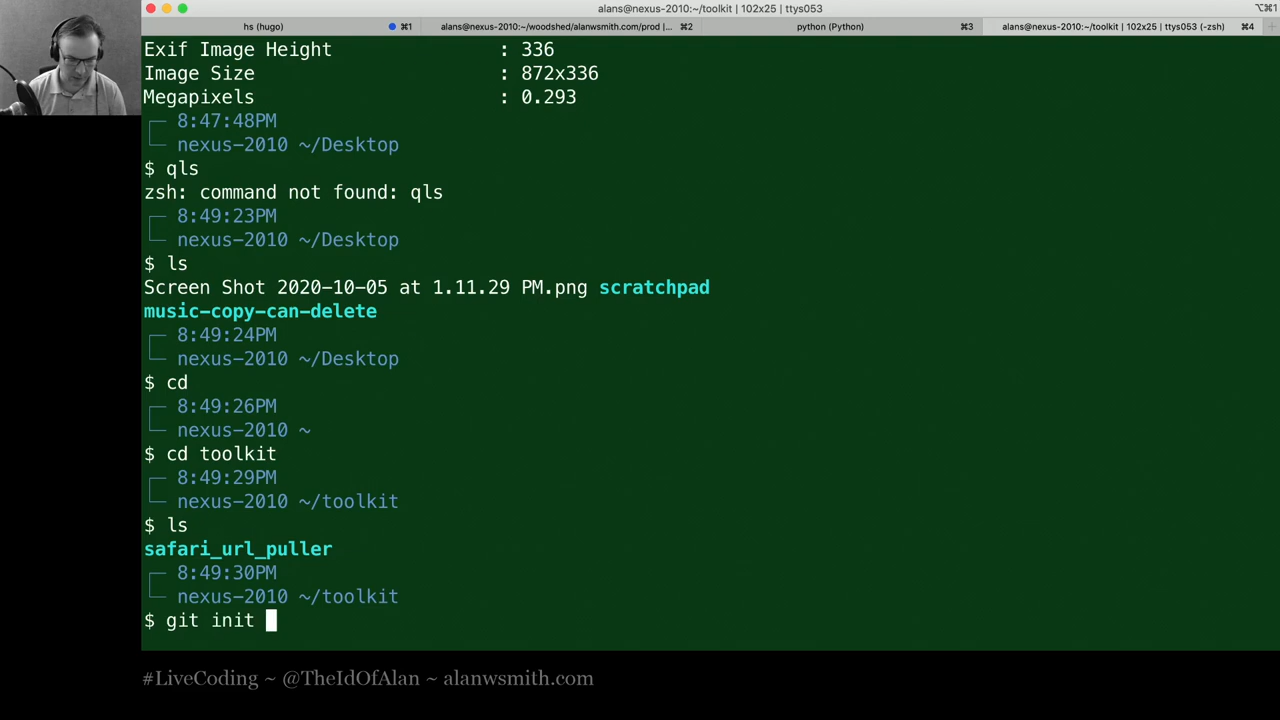 alans@nexus-2010:~/toolkit | 102x25 | ttys053
⌥⌘1
hs (hugo) ⌘1
alans@nexus-2010:~/woodshed/alanwsmith.com/prod |... ⌘2
python (Python) ⌘3
alans@nexus-2010:~/toolkit | 102x25 | ttys053 (-zsh) ⌘4
Exif Image Height : 336
Image Size : 872x336
Megapixels : 0.293
8:47:48PM
nexus-2010 ~/Desktop
$ qls
zsh: command not found: qls
8:49:23PM
nexus-2010 ~/Desktop
$ ls
Screen Shot 2020-10-05 at 1.11.29 PM.png scratchpad
music-copy-can-delete
8:49:24PM
nexus-2010 ~/Desktop
$ cd
8:49:26PM
nexus-2010 ~
$ cd toolkit
8:49:29PM
nexus-2010 ~/toolkit
$ ls
safari_url_puller
8:49:30PM
nexus-2010 ~/toolkit
$ git init
#LiveCoding ~ @TheIdOfAlan ~ alanwsmith.com